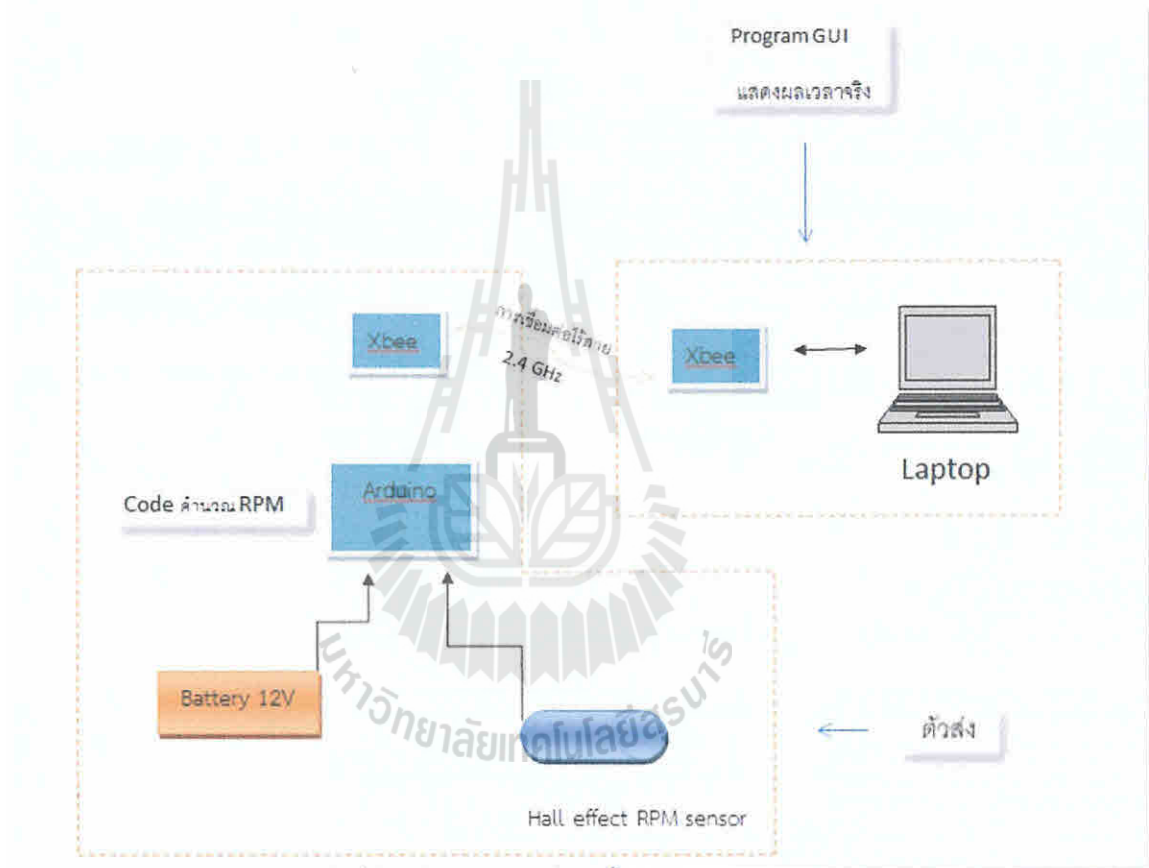 Program GUI
แสดงผลเวลาจริง
Xbee
การเชื่อมต่อไร้สาย
2.4 GHz
Xbee
Laptop
Code คำนวณ RPM
Arduino
Battery 12V
ตัวส่ง
Hall effect RPM sensor
มหาวิทยาลัยเทคโนโลยีสุรนารี